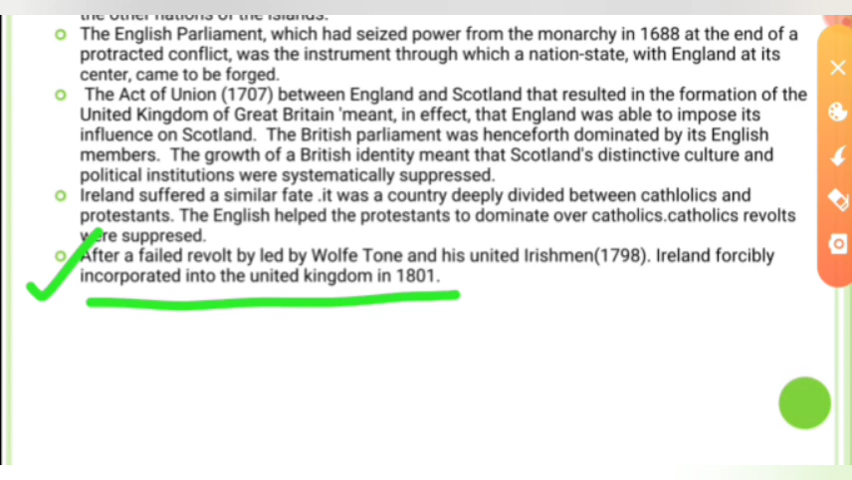 the other nations of the islands.
The English Parliament, which had seized power from the monarchy in 1688 at the end of a
protracted conflict, was the instrument through which a nation-state, with England at its
center, came to be forged.
The Act of Union (1707) between England and Scotland that resulted in the formation of the
United Kingdom of Great Britain 'meant, in effect, that England was able to impose its
influence on Scotland. The British parliament was henceforth dominated by its English
members. The growth of a British identity meant that Scotland's distinctive culture and
political institutions were systematically suppressed.
Ireland suffered a similar fate .it was a country deeply divided between cathlolics and
protestants. The English helped the protestants to dominate over catholics.catholics revolts
were suppresed.
After a failed revolt by led by Wolfe Tone and his united Irishmen(1798). Ireland forcibly
incorporated into the united kingdom in 1801.